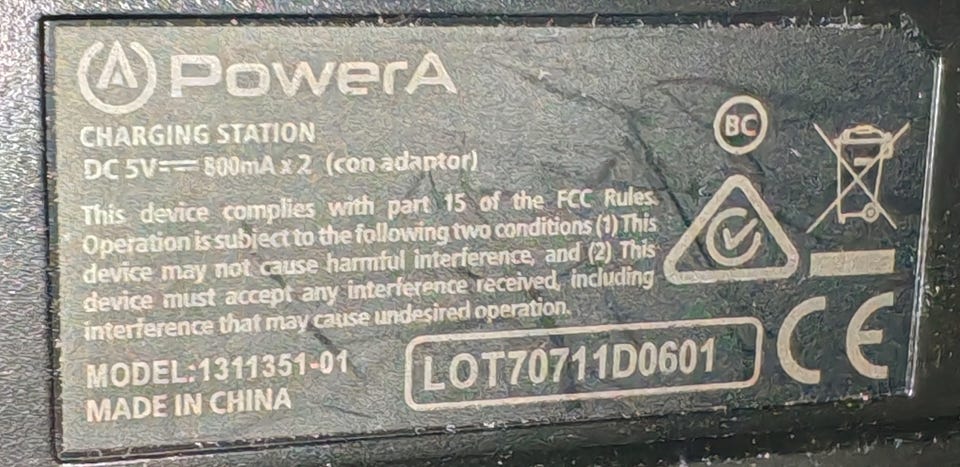 PowerA
CHARGING STATION
DC 5V⎓ 800mA x 2 (con adaptor)
This device complies with part 15 of the FCC Rules.
Operation is subject to the following two conditions (1) This
device may not cause harmful interference, and (2) This
device must accept any interference received, including
interference that may cause undesired operation.
MODEL:1311351-01
MADE IN CHINA
LOT70711D0601
BC
CE